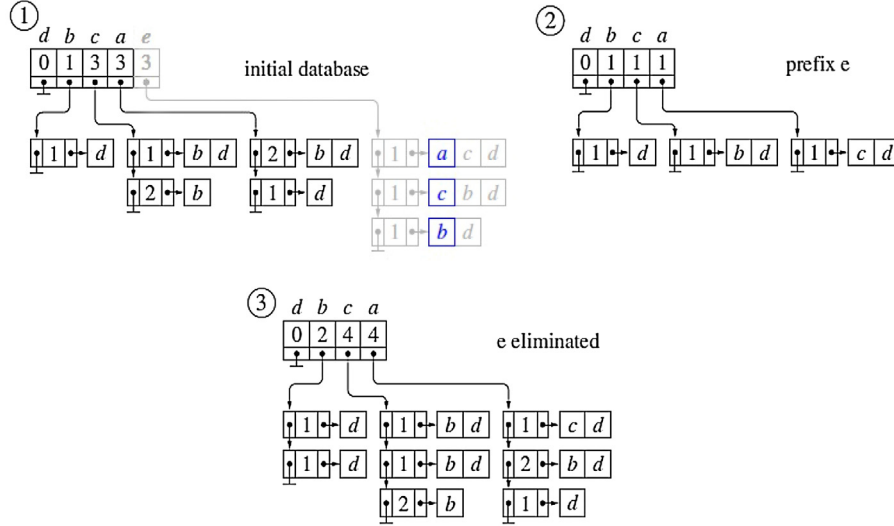 1
d b c a e
0 1 3 3 3
initial database
1 d
1 b d
2 b d
1 a c d
2 b
1 d
1 c b d
1 b d
2
d b c a
0 1 1 1
prefix e
1 d
1 b d
1 c d
3
d b c a
0 2 4 4
e eliminated
1 d
1 b d
1 c d
1 d
1 b d
2 b d
2 b
1 d